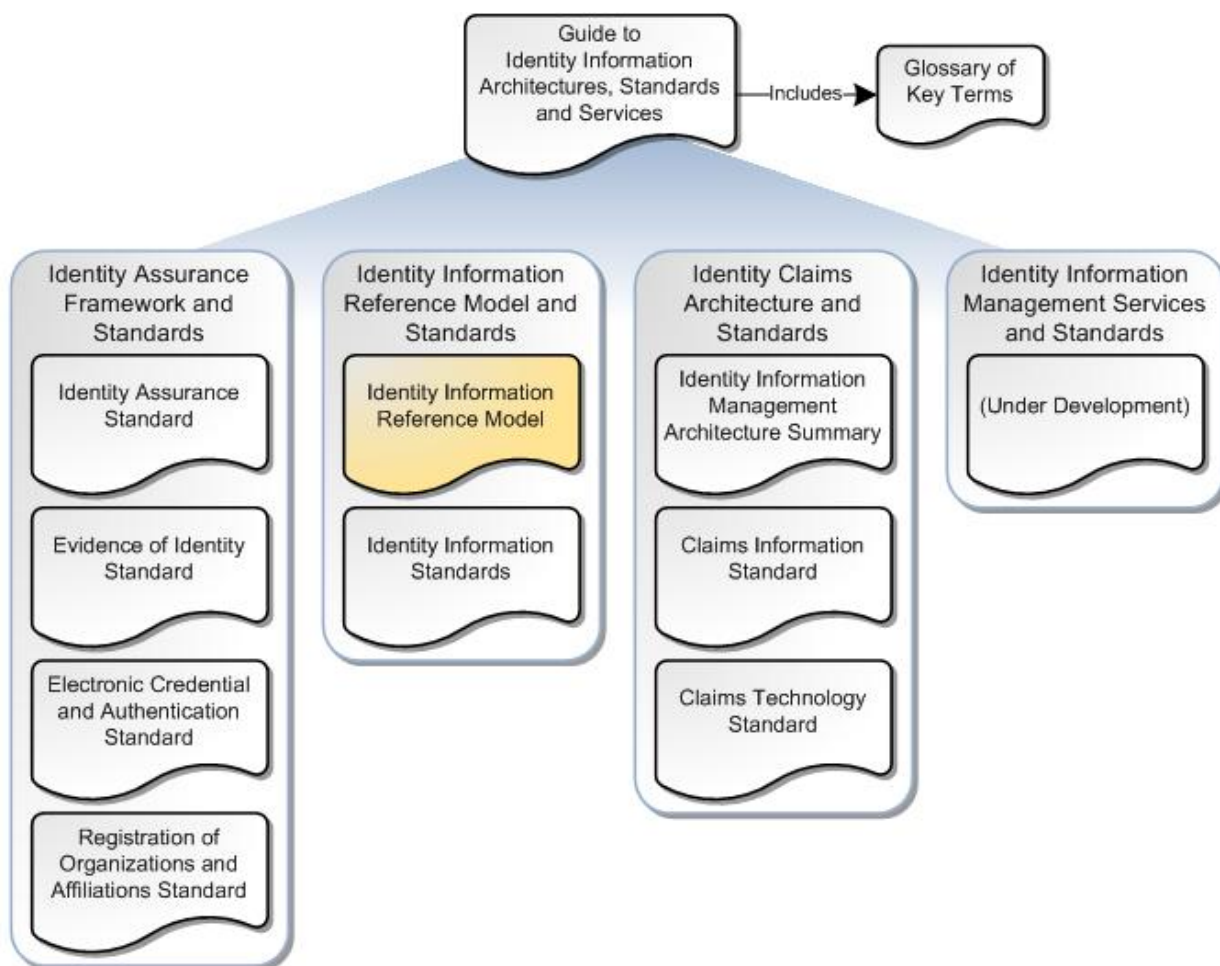 Guide to
Identity Information
Architectures, Standards
and Services
Includes
Glossary of
Key Terms
Identity Assurance
Framework and
Standards
Identity Assurance
Standard
Evidence of Identity
Standard
Electronic Credential
and Authentication
Standard
Registration of
Organizations and
Affiliations Standard
Identity Information
Reference Model and
Standards
Identity Information
Reference Model
Identity Information
Standards
Identity Claims
Architecture and
Standards
Identity Information
Management
Architecture Summary
Claims Information
Standard
Claims Technology
Standard
Identity Information
Management Services
and Standards
(Under Development)